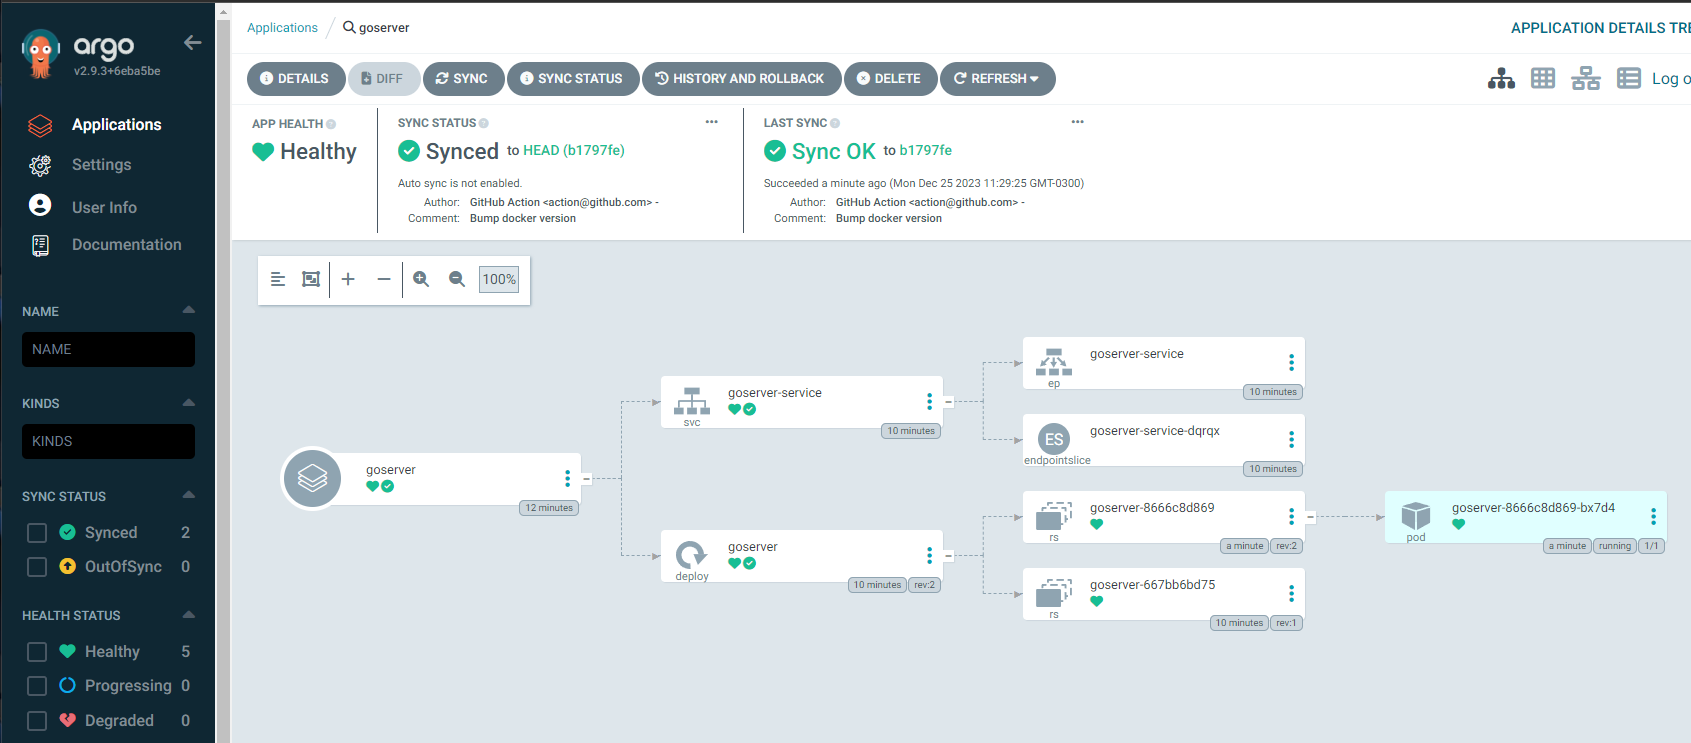 argo
v2.9.3+6eba5be
Applications
Settings
User Info
Documentation
NAME
NAME
KINDS
KINDS
SYNC STATUS
Synced 2
OutOfSync 0
HEALTH STATUS
Healthy 5
Progressing 0
Degraded 0
Applications / goserver
APPLICATION DETAILS TRE
DETAILS DIFF SYNC SYNC STATUS HISTORY AND ROLLBACK DELETE REFRESH
Log o
APP HEALTH
Healthy
SYNC STATUS
Synced to HEAD (b1797fe)
Auto sync is not enabled.
Author: GitHub Action <action@github.com> -
Comment: Bump docker version
LAST SYNC
Sync OK to b1797fe
Succeeded a minute ago (Mon Dec 25 2023 11:29:25 GMT-0300)
Author: GitHub Action <action@github.com> -
Comment: Bump docker version
100%
goserver
12 minutes
goserver-service
svc
10 minutes
goserver
deploy
10 minutes rev:2
goserver-service
ep
10 minutes
ES
goserver-service-dqrqx
endpointslice
10 minutes
goserver-8666c8d869
rs
a minute rev:2
goserver-667bb6bd75
rs
10 minutes rev:1
goserver-8666c8d869-bx7d4
pod
a minute running 1/1